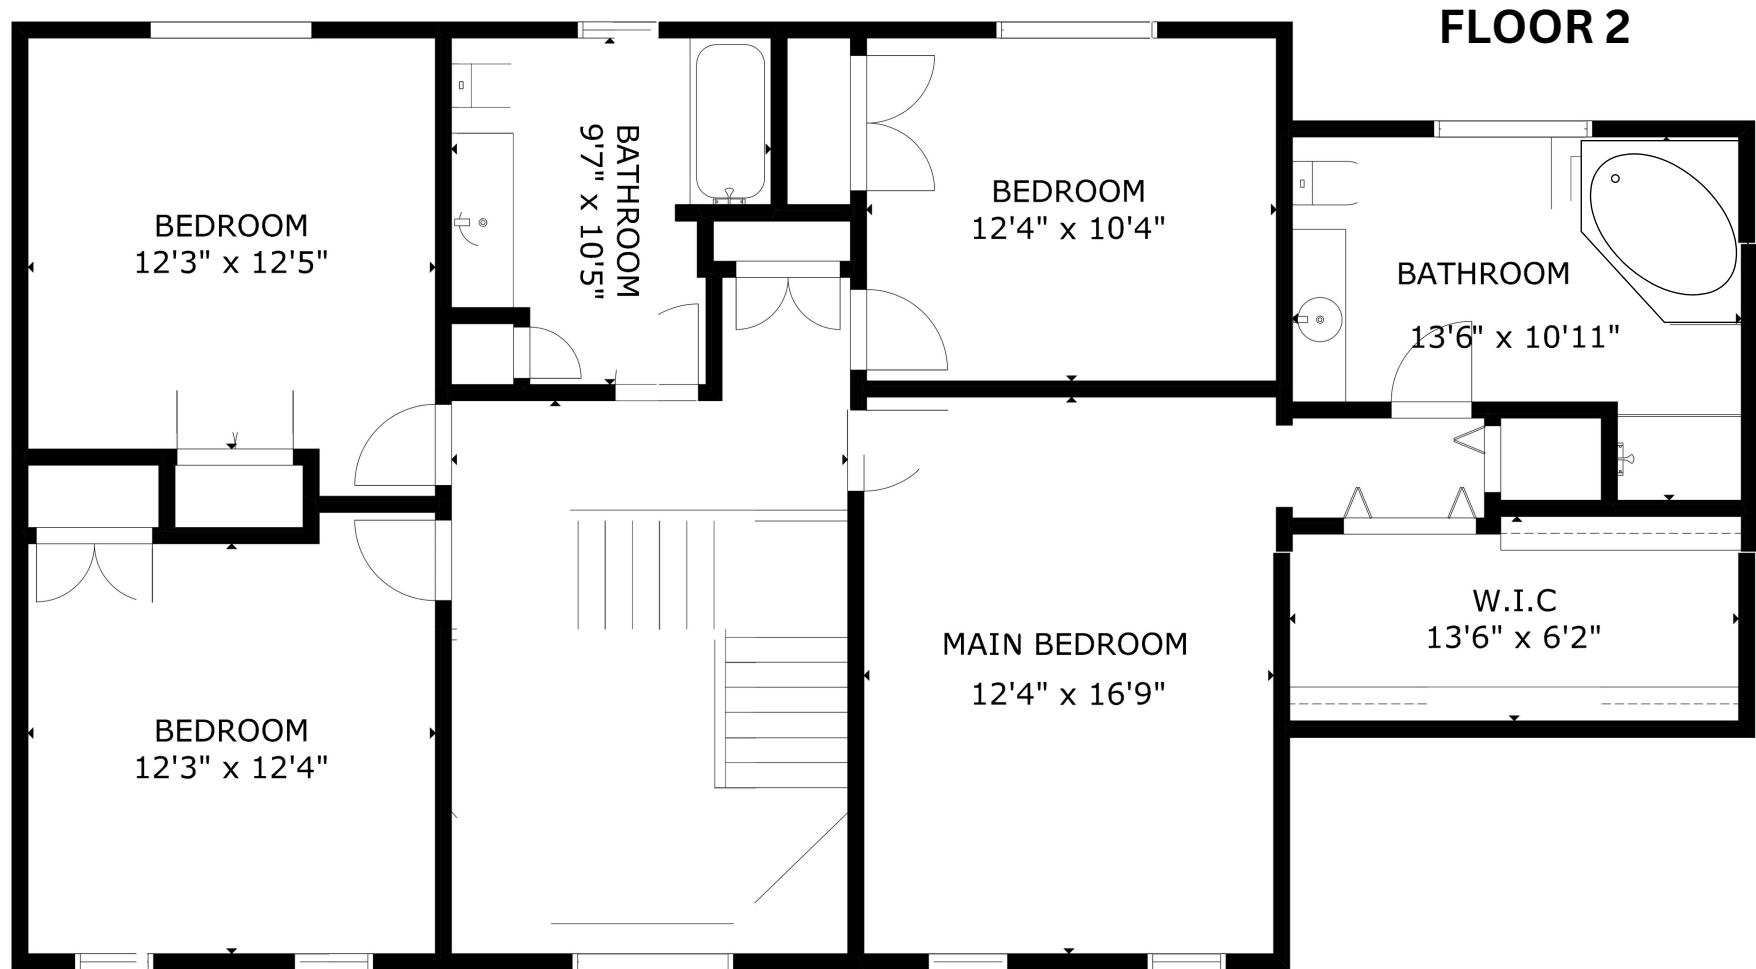 FLOOR 2
BEDROOM
12'3" x 12'5"
BATHROOM
9'7" x 10'5"
BEDROOM
12'4" x 10'4"
BATHROOM
13'6" x 10'11"
W.I.C
13'6" x 6'2"
MAIN BEDROOM
12'4" x 16'9"
BEDROOM
12'3" x 12'4"